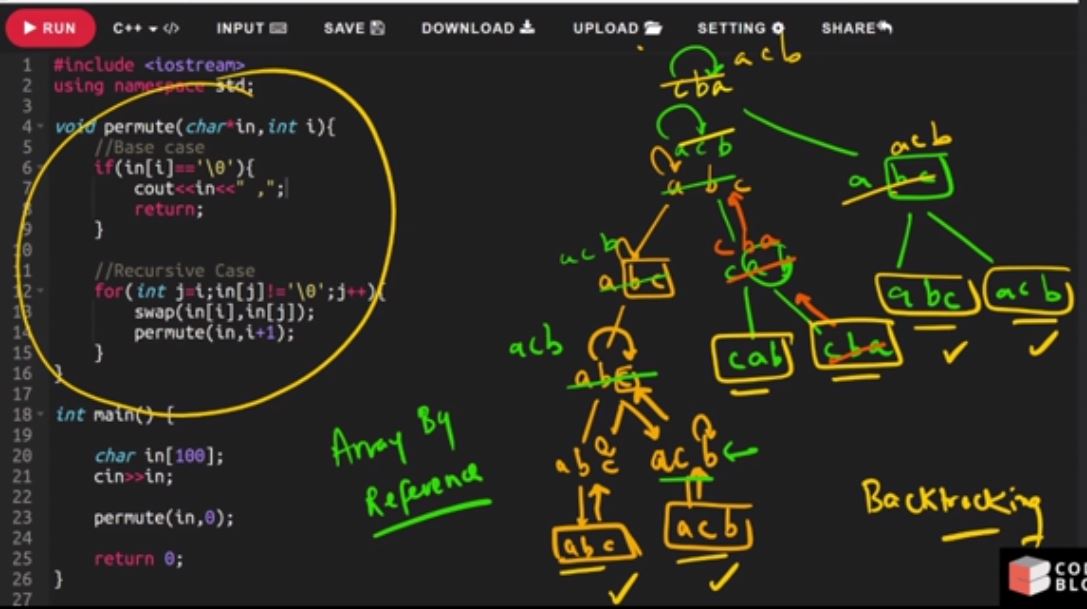 RUN C++ </> INPUT SAVE DOWNLOAD UPLOAD SETTING SHARE
1 #include <iostream>
2 using namespace std;
3
4 void permute(char*in,int i){
5 //Base case
6 if(in[i]=='\0'){
7 cout<<in<<" ,";
8 return;
9 }
10
11 //Recursive Case
12 for(int j=i;in[j]!='\0';j++){
13 swap(in[i],in[j]);
14 permute(in,i+1);
15 }
16 }
17
18 int main() {
19
20 char in[100];
21 cin>>in;
22
23 permute(in,0);
24
25 return 0;
26 }
27
acb
cba
acb
acb
abc
abc
acb
abc
cba
cab
abc
acb
acb
abc
cab
cba
abc
acb
abc
acb
Array By
Reference
Backtracking
COD
BLO